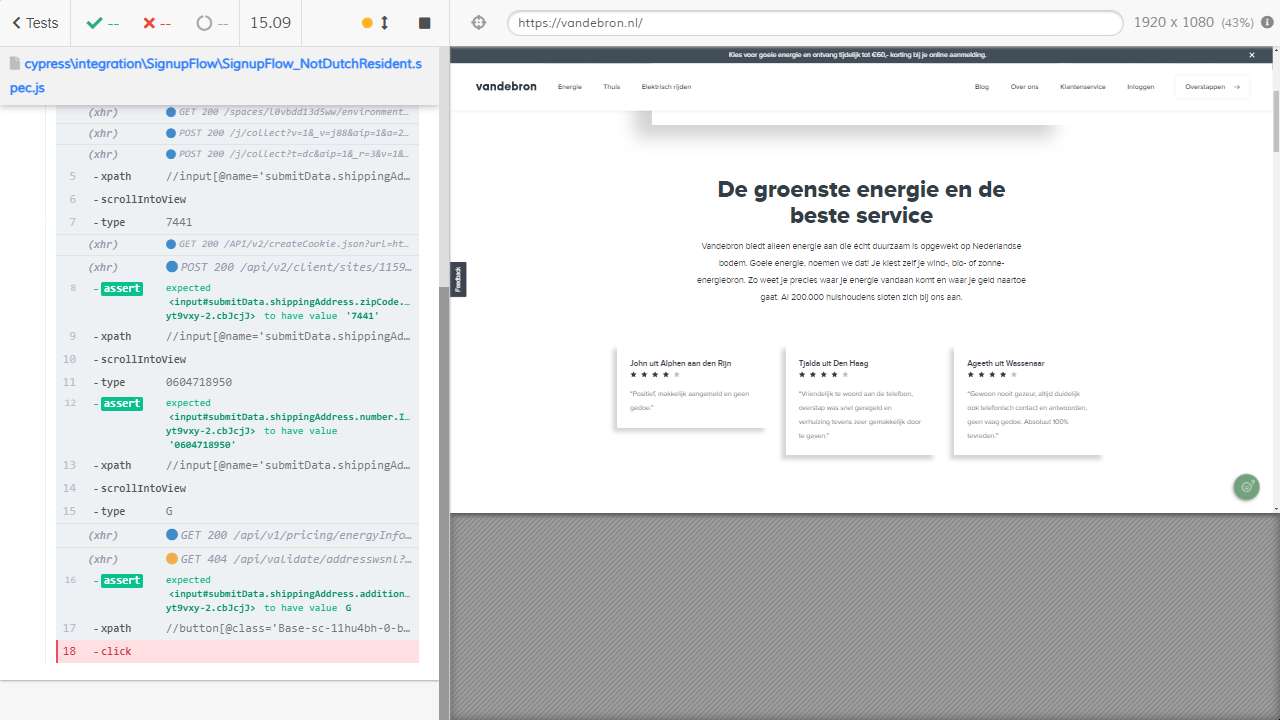 Tests
--
--
--
15.09
https://vandebron.nl/
1920 x 1080 (43%)
cypress\integration\SignupFlow\SignupFlow_NotDutchResident.s
pec.js
(xhr) GET 200 /spaces/l0vbdd13d5ww/environment...
(xhr) POST 200 /j/collect?v=1&_v=j88&aip=1&a=2...
(xhr) POST 200 /j/collect?t=dc&aip=1&_r=3&v=1&...
5 -xpath //input[@name='submitData.shippingAd...
6 -scrollIntoView
7 -type 7441
(xhr) GET 200 /API/v2/createCookie.json?url=ht...
(xhr) POST 200 /api/v2/client/sites/1159...
8 -assert expected
<input#submitData.shippingAddress.zipCode...
yt9vxy-2.cbJcjJ> to have value '7441'
9 -xpath //input[@name='submitData.shippingAd...
10 -scrollIntoView
11 -type 0604718950
12 -assert expected
<input#submitData.shippingAddress.number.I...
yt9vxy-2.cbJcjJ> to have value
'0604718950'
13 -xpath //input[@name='submitData.shippingAd...
14 -scrollIntoView
15 -type G
(xhr) GET 200 /api/v1/pricing/energyInfo...
(xhr) GET 404 /api/validate/addresswsnl?...
16 -assert expected
<input#submitData.shippingAddress.addition...
yt9vxy-2.cbJcjJ> to have value G
17 -xpath //button[@class='Base-sc-11hu4bh-0-b...
18 -click
Kies voor goeie energie en ontvang tijdelijk tot €60,- korting bij je online aanmelding.
vandebron Energie Thuis Elektrisch rijden Blog Over ons Klantenservice Inloggen Overstappen →
De groenste energie en de
beste service
Vandebron biedt alleen energie aan die écht duurzaam is opgewekt op Nederlandse
bodem. Goeie energie, noemen we dat! Je kiest zelf je wind-, bio- of zonne-
energiebron. Zo weet je precies waar je energie vandaan komt en waar je geld naartoe
gaat. Al 200.000 huishoudens sloten zich bij ons aan.
Feedback
John uit Alphen aan den Rijn
"Positief, makkelijk aangemeld en geen
gedoe."
Tjalda uit Den Haag
"Vriendelijk te woord aan de telefoon,
overstap was snel geregeld en
verhuizing tevens zeer gemakkelijk door
te geven."
Ageeth uit Wassenaar
"Gewoon nooit gezeur, altijd duidelijk
ook telefonisch contact en antwoorden,
geen vaag gedoe. Absoluut 100%
tevreden."